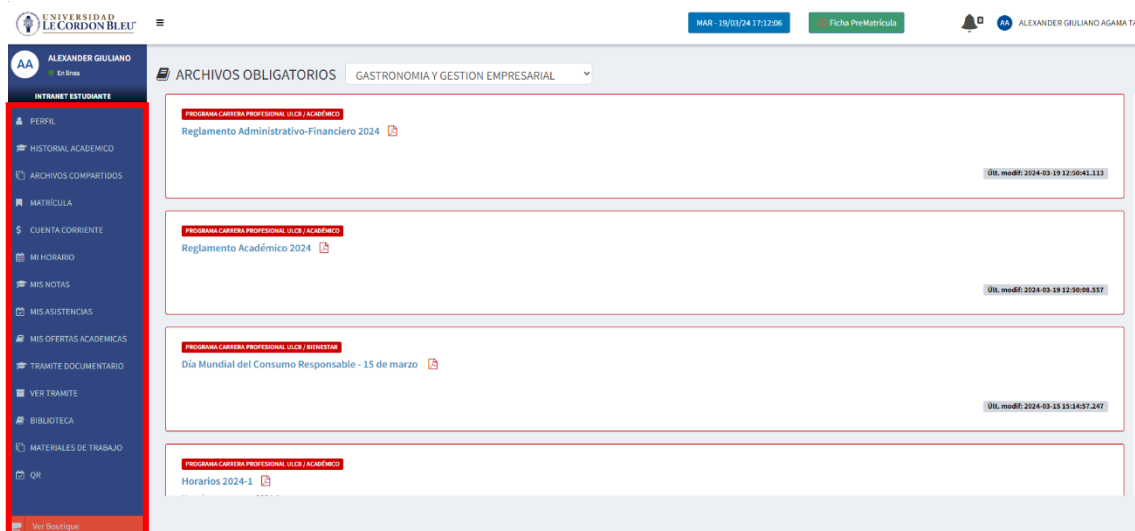 UNIVERSIDAD
LE CORDON BLEU
MAR - 19/03/24 17:12:06
Ficha PreMatrícula
AA
ALEXANDER GIULIANO AGAMA TA
AA
ALEXANDER GIULIANO
En línea
INTRANET ESTUDIANTE
PERFIL
HISTORIAL ACADEMICO
ARCHIVOS COMPARTIDOS
MATRÍCULA
CUENTA CORRIENTE
MI HORARIO
MIS NOTAS
MIS ASISTENCIAS
MIS OFERTAS ACADEMICAS
TRAMITE DOCUMENTARIO
VER TRAMITE
BIBLIOTECA
MATERIALES DE TRABAJO
QR
Ver Boutique
ARCHIVOS OBLIGATORIOS
GASTRONOMIA Y GESTION EMPRESARIAL
PROGRAMA CARRERA PROFESIONAL ULCB / ACADÉMICO
Reglamento Administrativo-Financiero 2024
Últ. modif: 2024-03-19 12:50:41.113
PROGRAMA CARRERA PROFESIONAL ULCB / ACADÉMICO
Reglamento Académico 2024
Últ. modif: 2024-03-19 12:50:08.557
PROGRAMA CARRERA PROFESIONAL ULCB / BIENESTAR
Día Mundial del Consumo Responsable - 15 de marzo
Últ. modif: 2024-03-15 15:14:57.247
PROGRAMA CARRERA PROFESIONAL ULCB / ACADÉMICO
Horarios 2024-1